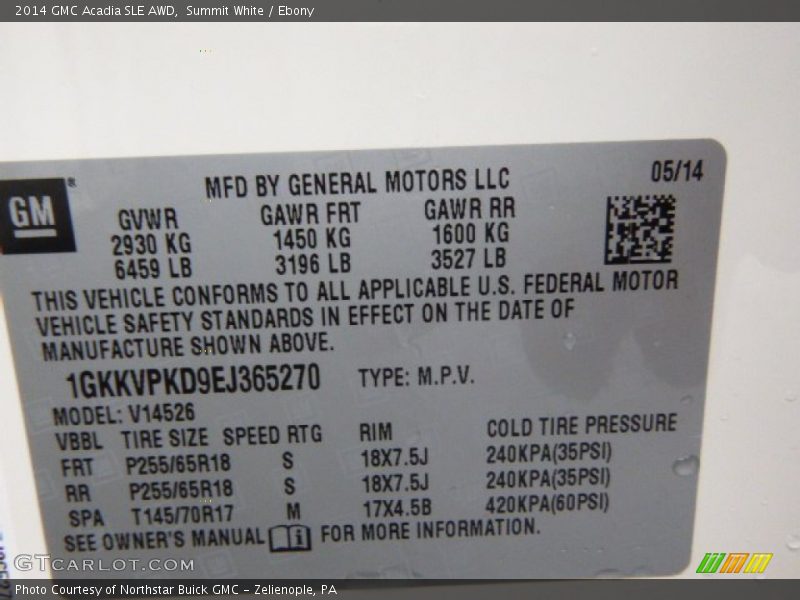 2014 GMC Acadia SLE AWD,  Summit White / Ebony
MFD BY GENERAL MOTORS LLC
05/14
GM®
GVWR GAWR FRT GAWR RR
2930 KG 1450 KG 1600 KG
6459 LB 3196 LB 3527 LB
THIS VEHICLE CONFORMS TO ALL APPLICABLE U.S. FEDERAL MOTOR
VEHICLE SAFETY STANDARDS IN EFFECT ON THE DATE OF
MANUFACTURE SHOWN ABOVE.
1GKKVPKD9EJ365270 TYPE: M.P.V.
MODEL: V14526
VBBL TIRE SIZE SPEED RTG RIM COLD TIRE PRESSURE
FRT P255/65R18 S 18X7.5J 240KPA(35PSI)
RR P255/65R18 S 18X7.5J 240KPA(35PSI)
SPA T145/70R17 M 17X4.5B 420KPA(60PSI)
SEE OWNER'S MANUAL i FOR MORE INFORMATION.
GTCARLOT.COM
Photo Courtesy of Northstar Buick GMC - Zelienople, PA